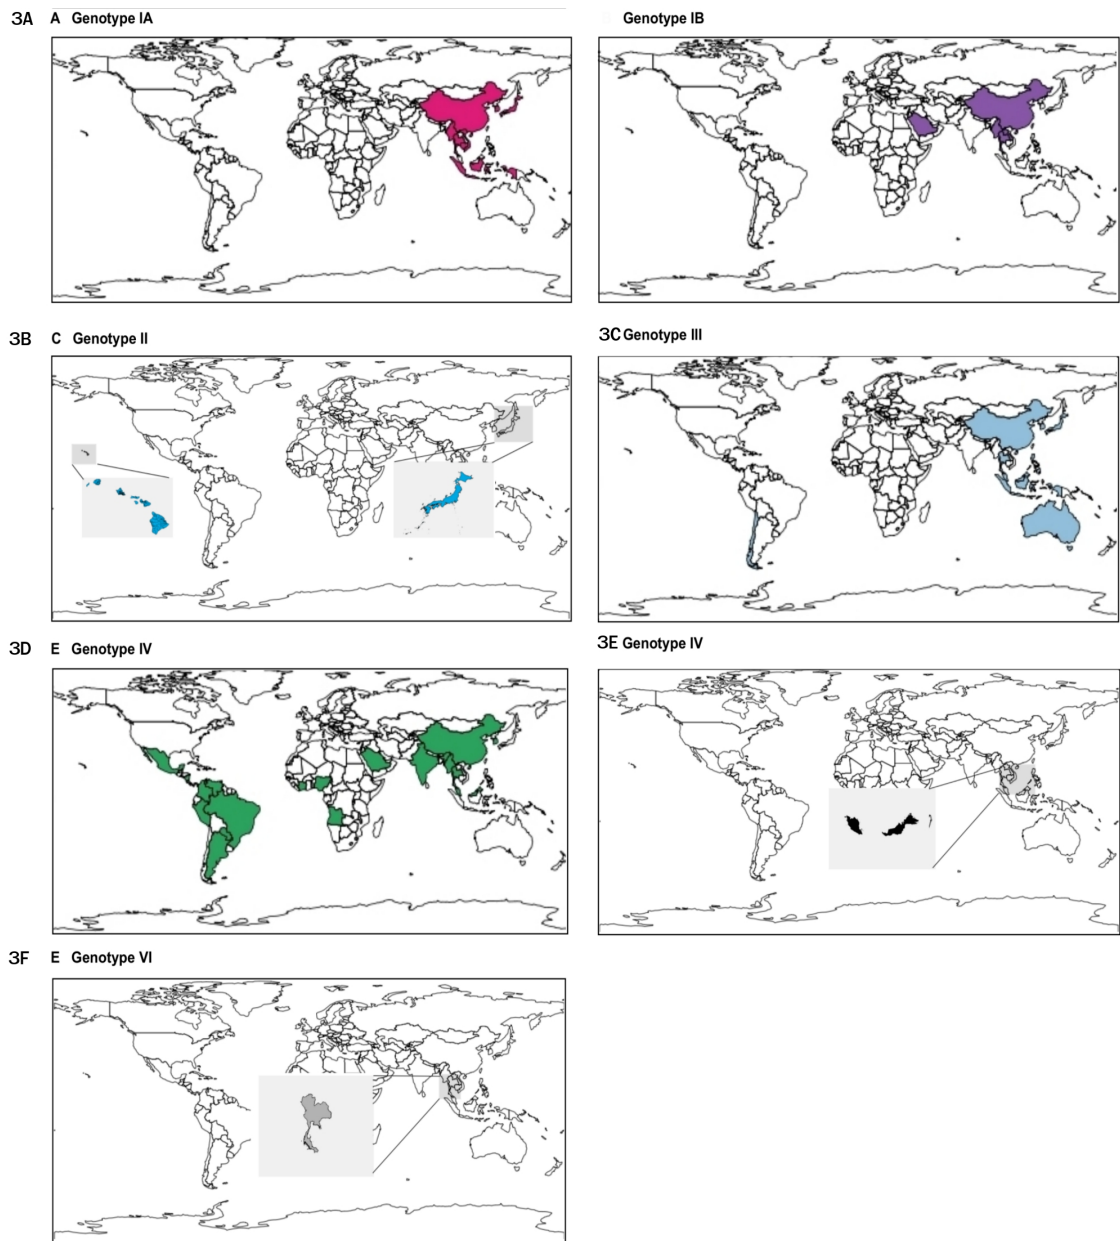 3A A Genotype IA
Genotype IB
3B C Genotype II
3C Genotype III
3D E Genotype IV
3E Genotype IV
3F E Genotype VI